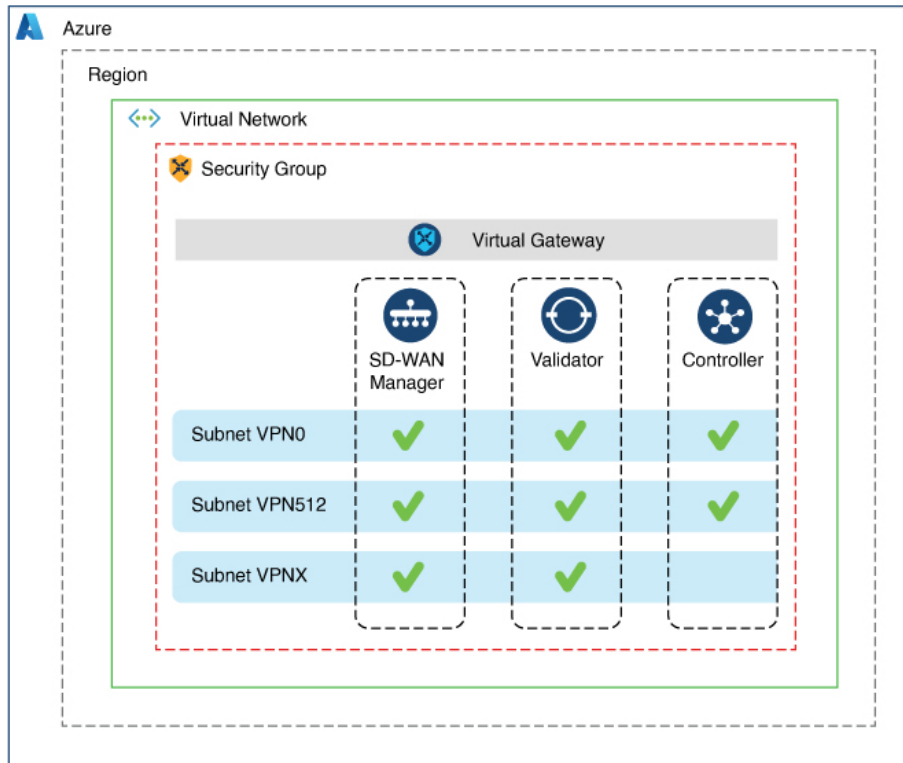 Azure
Region
Virtual Network
Security Group
Virtual Gateway
SD-WAN
Manager
Validator
Controller
Subnet VPN0
Subnet VPN512
Subnet VPNX